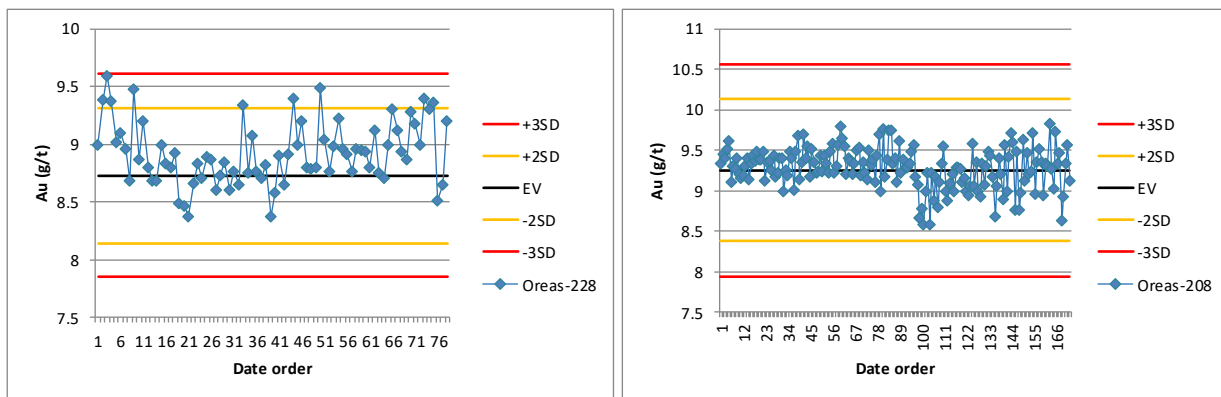 10
9.5
9
8.5
8
7.5
Au (g/t)
1 6 11 16 21 26 31 36 41 46 51 56 61 66 71 76
Date order
+3SD
+2SD
EV
-2SD
-3SD
Oreas-228
11
10.5
10
9.5
9
8.5
8
7.5
Au (g/t)
1 12 23 34 45 56 67 78 89 100 111 122 133 144 155 166
Date order
+3SD
+2SD
EV
-2SD
-3SD
Oreas-208